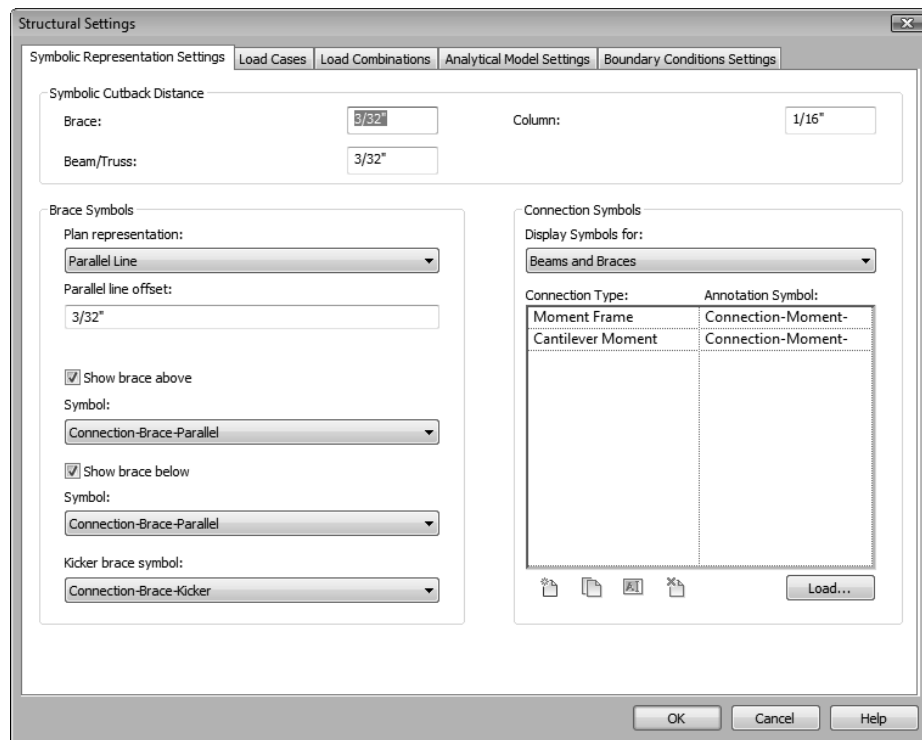 Structural Settings
Symbolic Representation Settings Load Cases Load Combinations Analytical Model Settings Boundary Conditions Settings
Symbolic Cutback Distance
Brace: 3/32" Column: 1/16"
Beam/Truss: 3/32"
Brace Symbols
Plan representation:
Parallel Line
Parallel line offset:
3/32"
Show brace above
Symbol:
Connection-Brace-Parallel
Show brace below
Symbol:
Connection-Brace-Parallel
Kicker brace symbol:
Connection-Brace-Kicker
Connection Symbols
Display Symbols for:
Beams and Braces
Connection Type: Annotation Symbol:
Moment Frame Connection-Moment-
Cantilever Moment Connection-Moment-
AI
Load...
OK Cancel Help